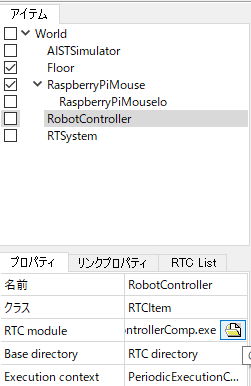 アイテム
World
AISTSimulator
Floor
RaspberryPiMouse
RaspberryPiMouseIo
RobotController
RTSystem
プロパティ リンクプロパティ RTC List
名前 RobotController
クラス RTCItem
RTC module ontrollerComp.exe
Base directory RTC directory
Execution context PeriodicExecutionC...